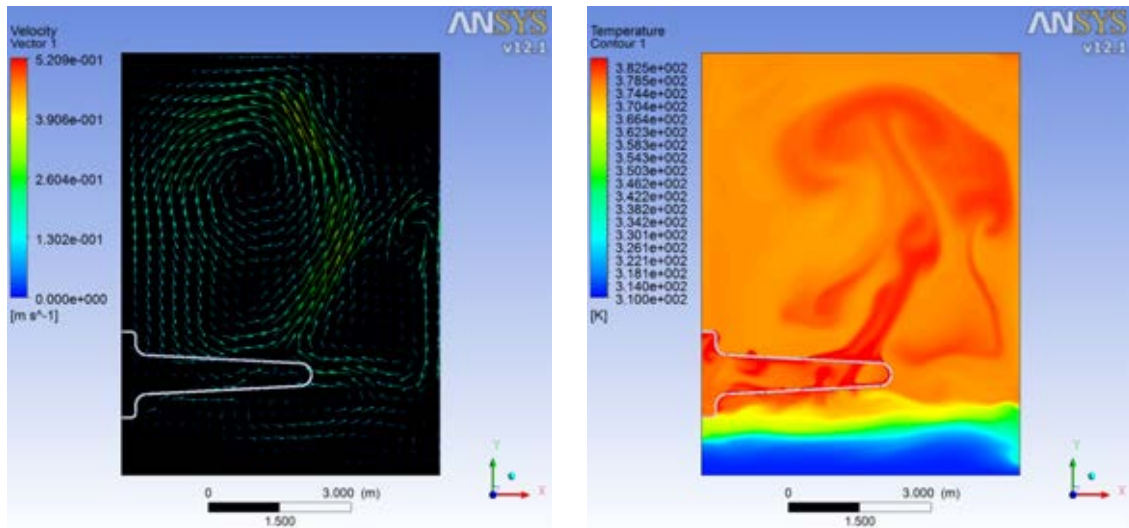 Velocity
Vector 1
5.209e-001
3.906e-001
2.604e-001
1.302e-001
0.000e+000
[m s^-1]
ANSYS
v12.1
0
3.000 (m)
1.500
Y
X
Temperature
Contour 1
3.825e+002
3.785e+002
3.744e+002
3.704e+002
3.664e+002
3.623e+002
3.583e+002
3.543e+002
3.503e+002
3.462e+002
3.422e+002
3.382e+002
3.342e+002
3.301e+002
3.261e+002
3.221e+002
3.181e+002
3.140e+002
3.100e+002
[K]
ANSYS
v12.1
0
3.000 (m)
1.500
Y
X